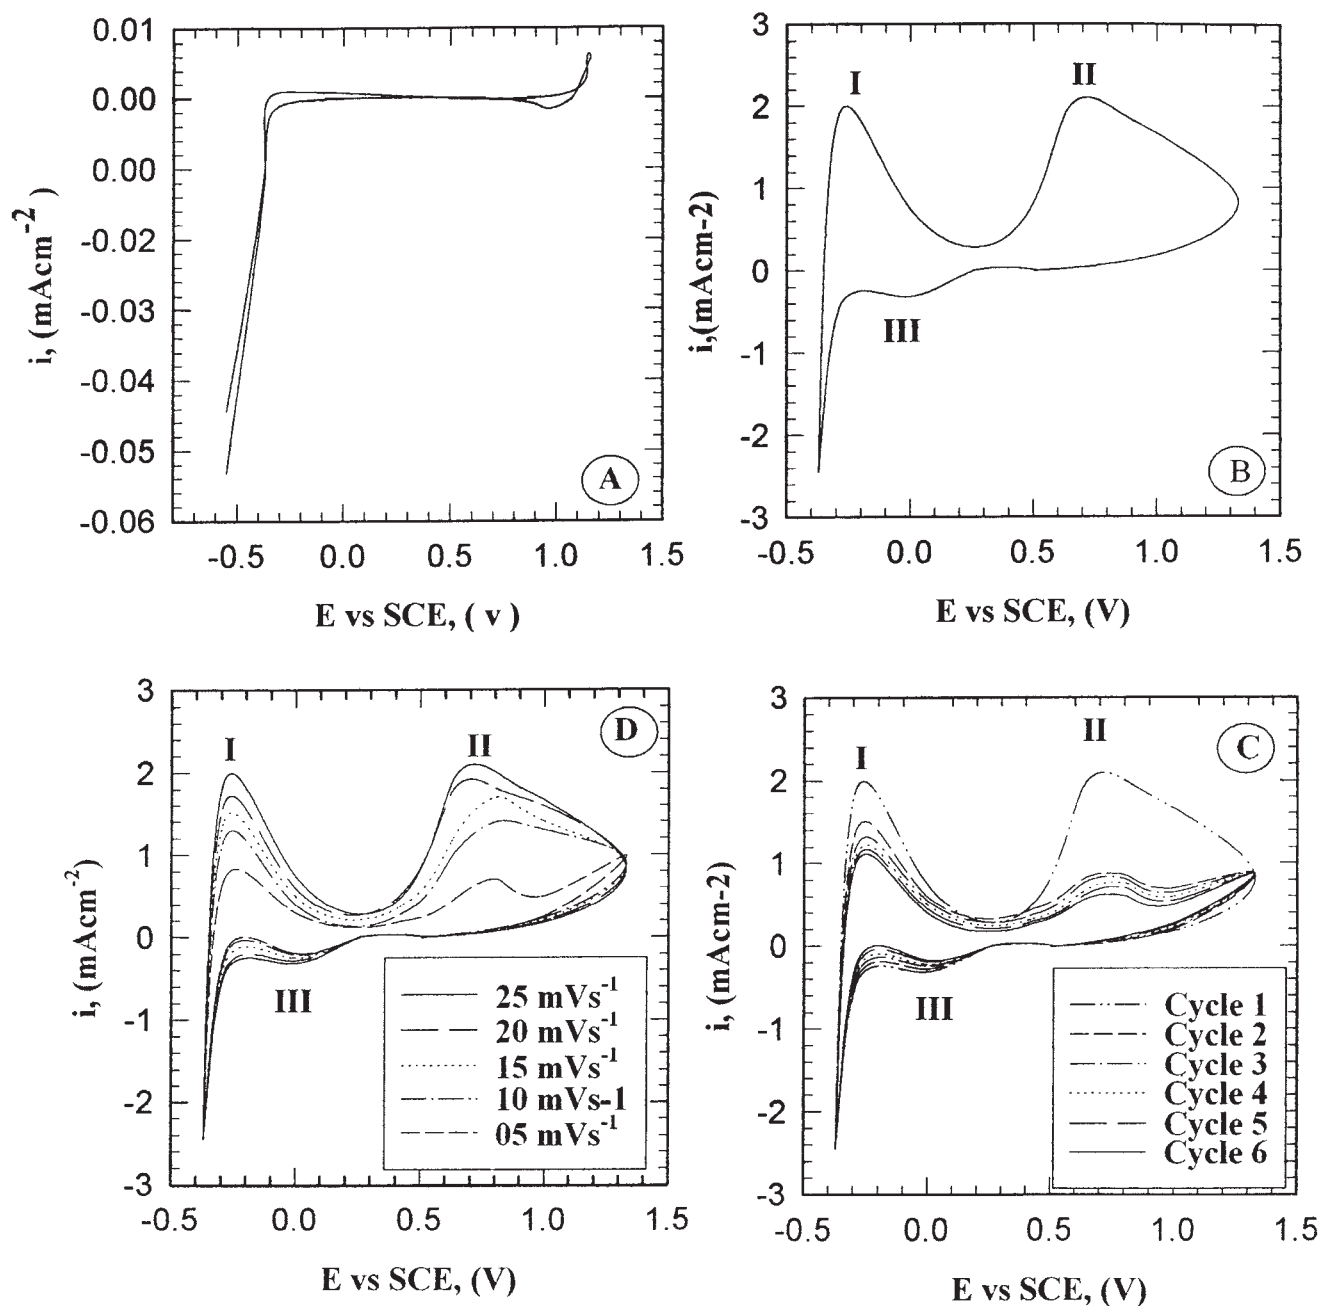 0.01
0.00
0.00
-0.02
-0.03
-0.04
-0.05
-0.06
i, (mAcm-2 )
-0.5 0.0 0.5 1.0 1.5
E vs SCE, ( v )
A
3
2
1
0
-1
-2
-3
i,(mAcm-2)
I
II
III
B
-0.5 0.0 0.5 1.0 1.5
E vs SCE, (V)
3
2
1
0
-1
-2
-3
i, (mAcm-2)
I
II
III
D
25 mVs-1
20 mVs-1
15 mVs-1
10 mVs-1
05 mVs-1
-0.5 0.0 0.5 1.0 1.5
E vs SCE, (V)
3
2
1
0
-1
-2
-3
i, (mAcm-2)
I
II
III
C
Cycle 1
Cycle 2
Cycle 3
Cycle 4
Cycle 5
Cycle 6
-0.5 0.0 0.5 1.0 1.5
E vs SCE, (V)